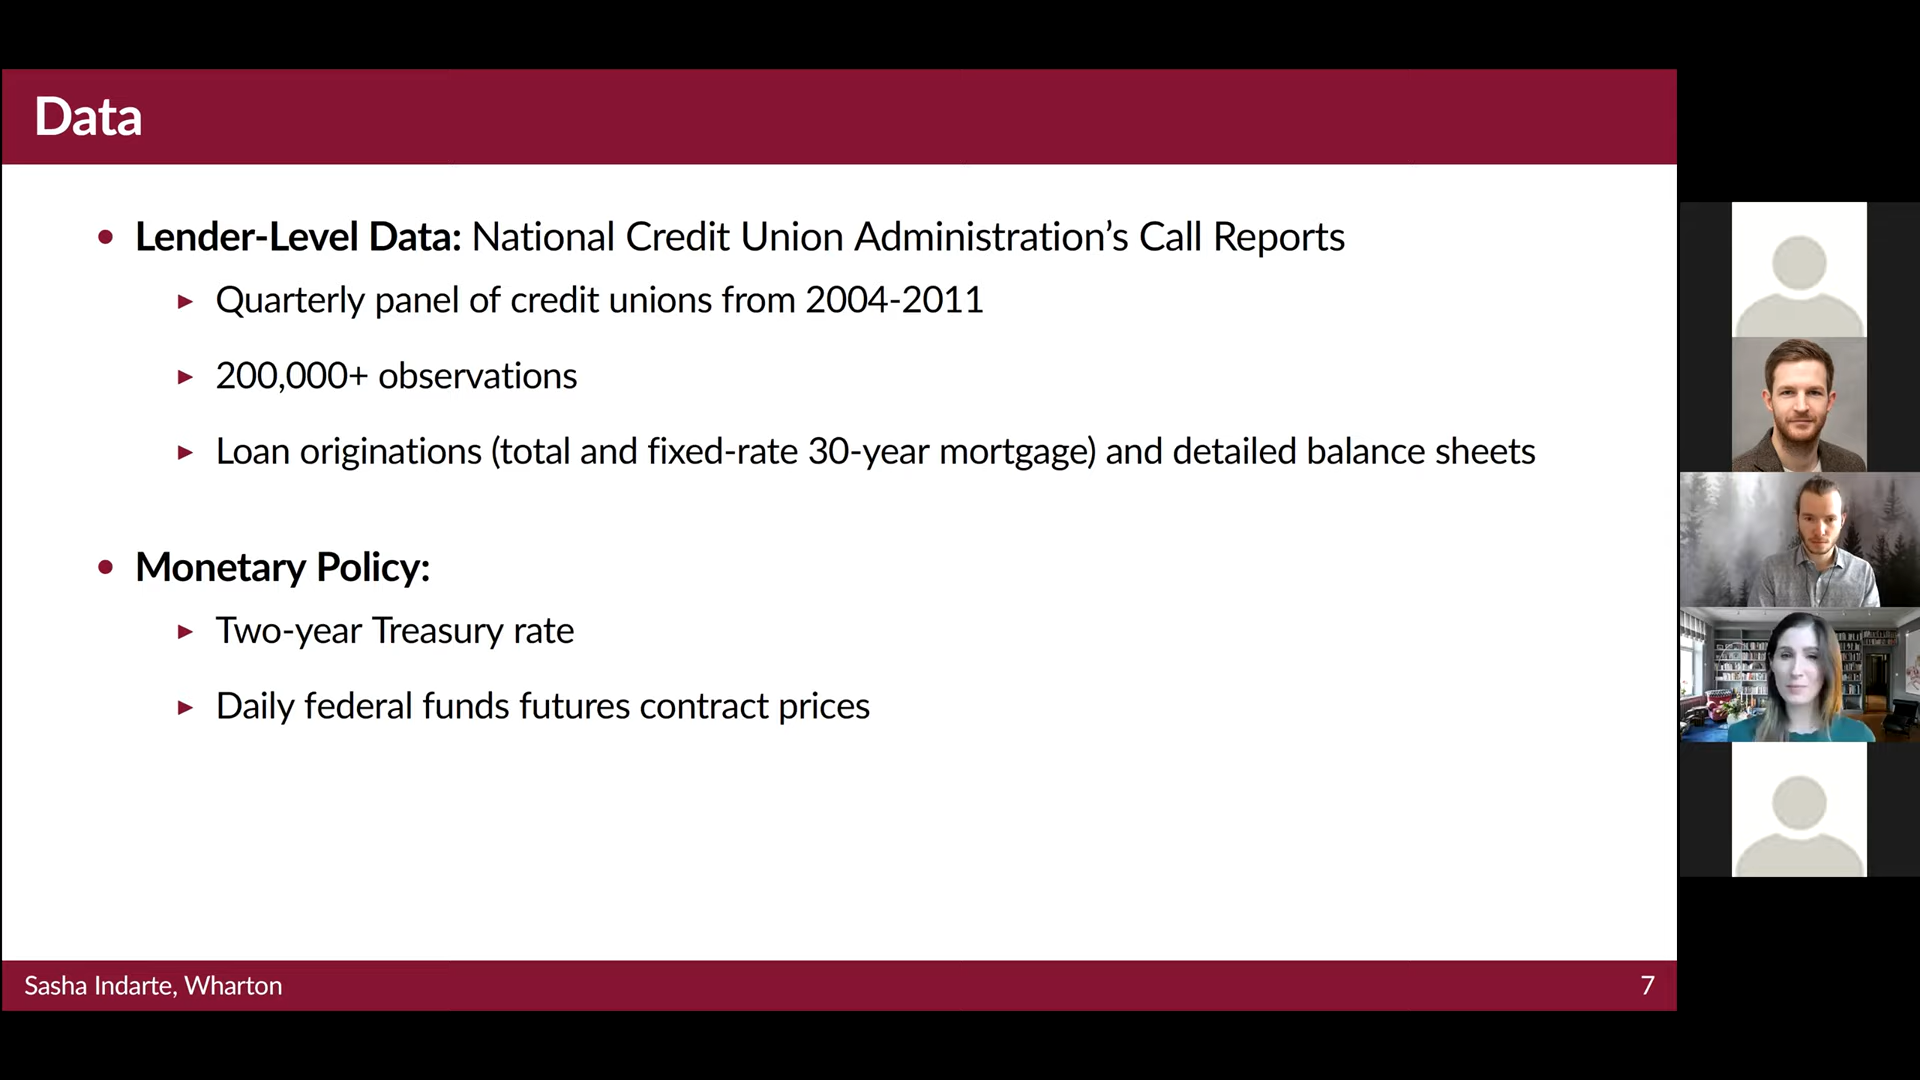 Data
• Lender-Level Data: National Credit Union Administration’s Call Reports
▶ Quarterly panel of credit unions from 2004-2011
▶ 200,000+ observations
▶ Loan originations (total and fixed-rate 30-year mortgage) and detailed balance sheets
• Monetary Policy:
▶ Two-year Treasury rate
▶ Daily federal funds futures contract prices
Sasha Indarte, Wharton
7